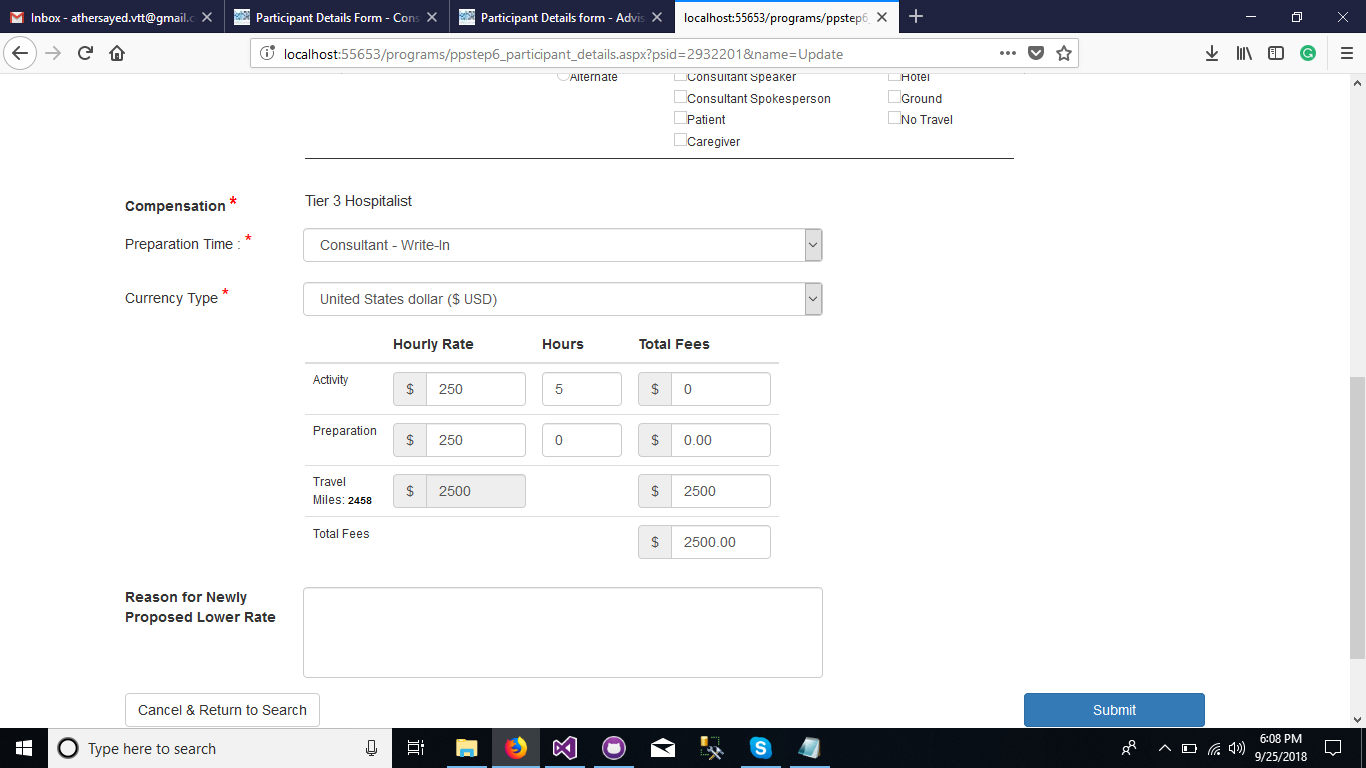 Inbox - athersayed.vtt@gmail.c
Participant Details Form - Cons
Participant Details form - Advis
localhost:55653/programs/ppstep6_
localhost:55653/programs/ppstep6_participant_details.aspx?psid=2932201&name=Update
Alternate Consultant Speaker Hotel
Consultant Spokesperson Ground
Patient No Travel
Caregiver
Compensation * Tier 3 Hospitalist
Preparation Time : * Consultant - Write-In
Currency Type * United States dollar ($ USD)
Hourly Rate Hours Total Fees
Activity $ 250 5 $ 0
Preparation $ 250 0 $ 0.00
Travel
Miles: 2458 $ 2500 $ 2500
Total Fees $ 2500.00
Reason for Newly
Proposed Lower Rate
Cancel & Return to Search Submit
Type here to search
6:08 PM
9/25/2018